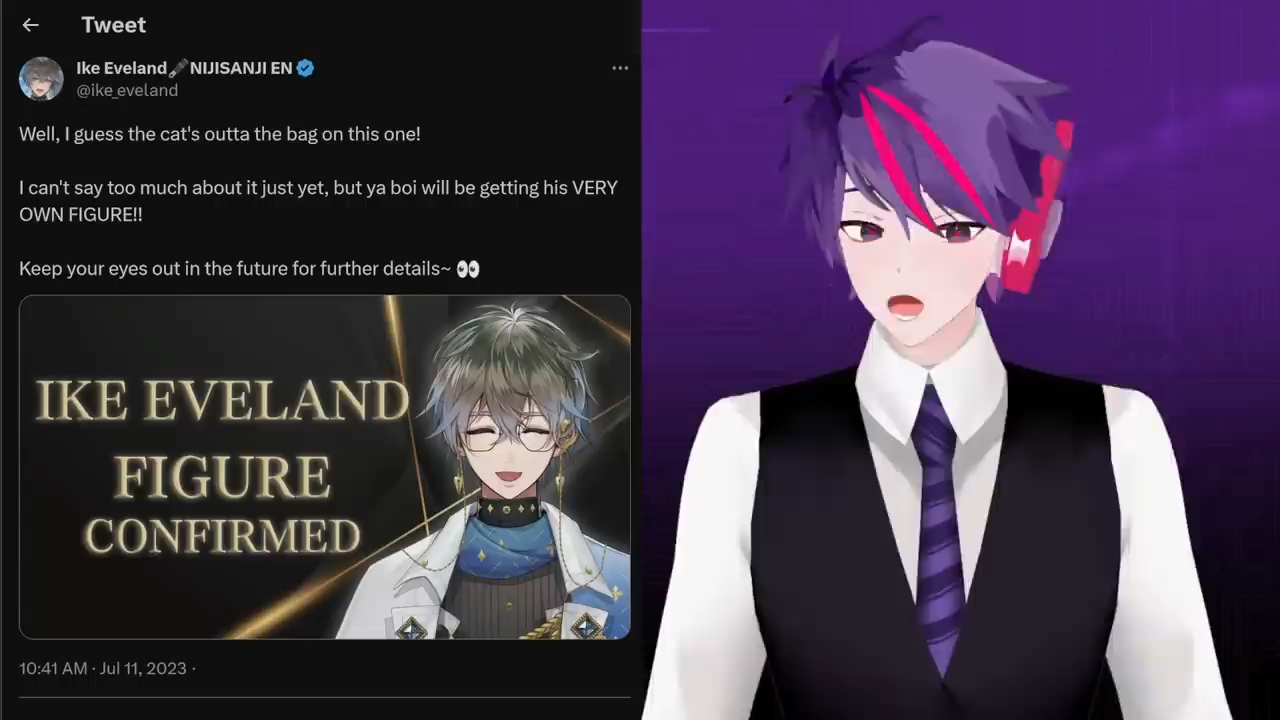 Tweet
Ike Eveland🖋️NIJISANJI EN
@ike_eveland
Well, I guess the cat's outta the bag on this one!
I can't say too much about it just yet, but ya boi will be getting his VERY
OWN FIGURE!!
Keep your eyes out in the future for further details~ 👀
IKE EVELAND
FIGURE
CONFIRMED
10:41 AM · Jul 11, 2023 ·